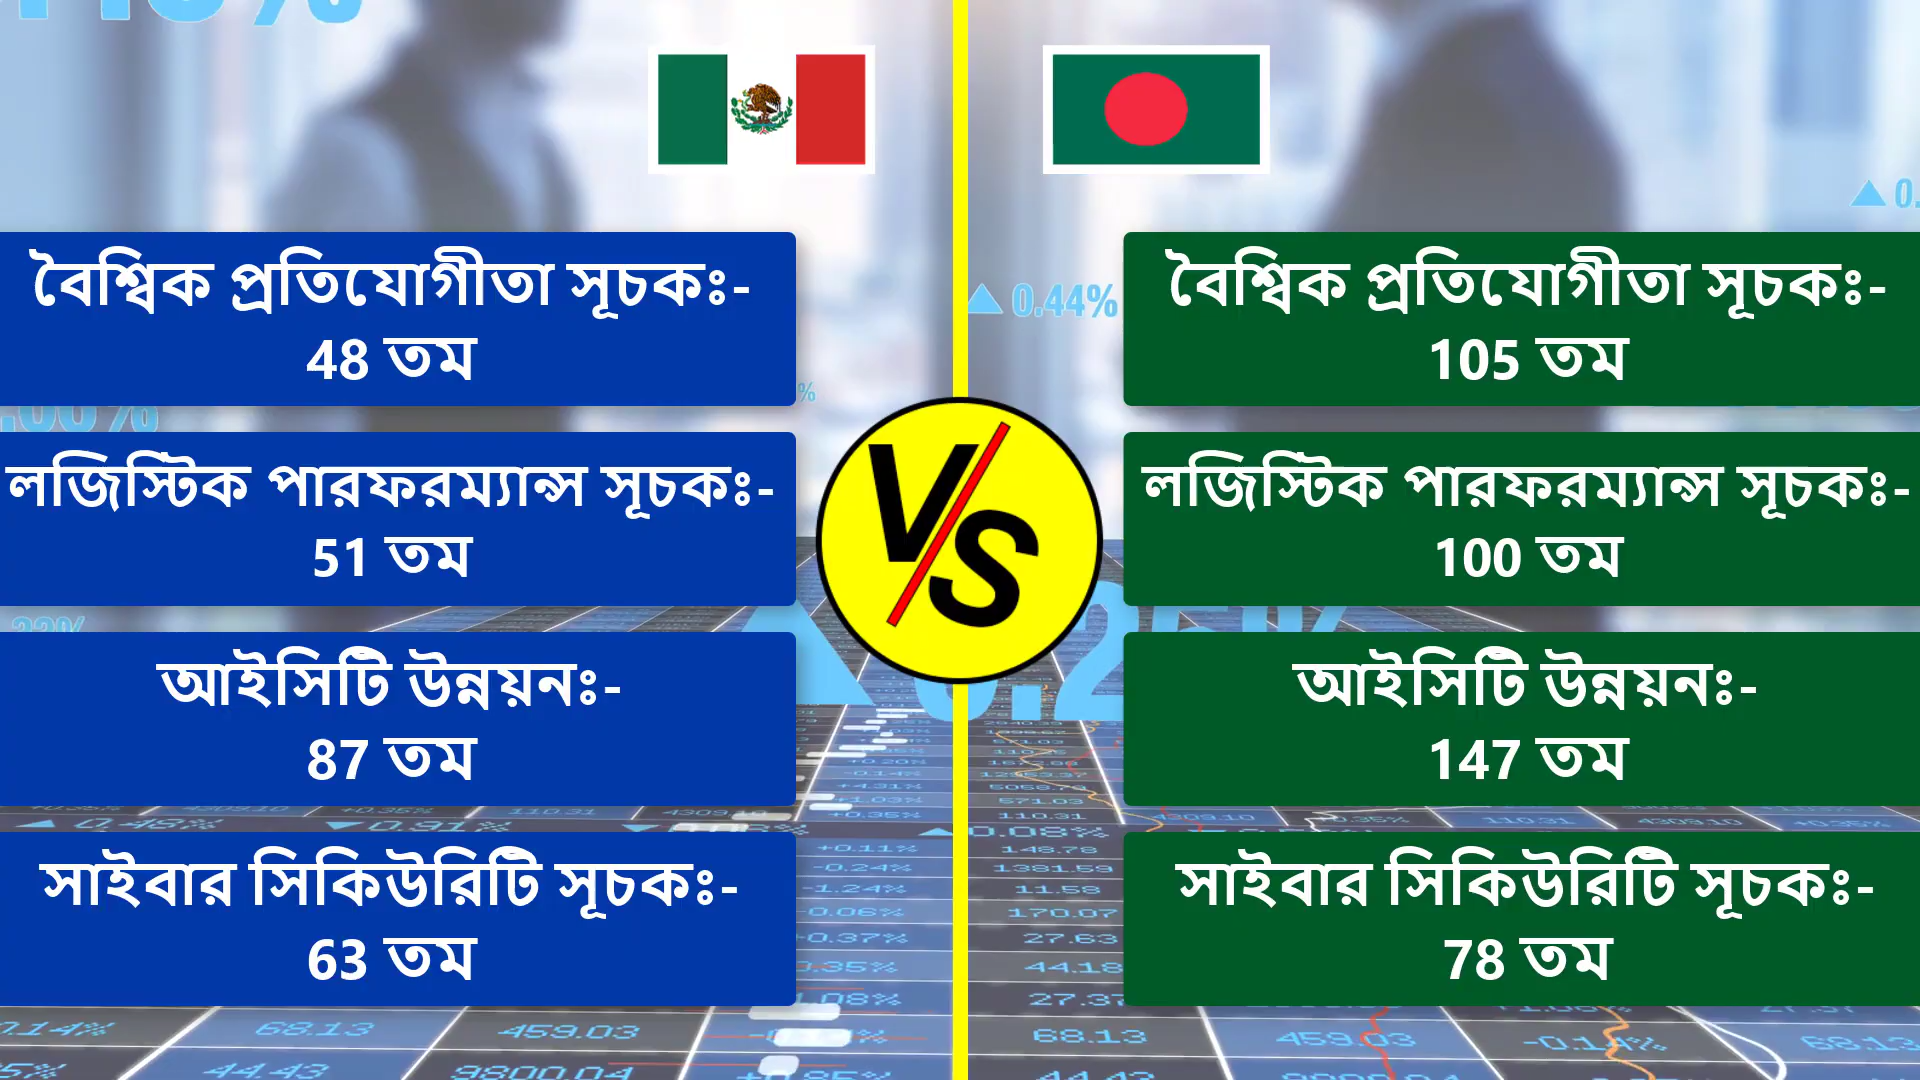 বৈশ্বিক প্রতিযোগীতা সূচকঃ-
48 তম
লজিস্টিক পারফরম্যান্স সূচকঃ-
51 তম
আইসিটি উন্নয়নঃ-
87 তম
সাইবার সিকিউরিটি সূচকঃ-
63 তম
VS
বৈশ্বিক প্রতিযোগীতা সূচকঃ-
105 তম
লজিস্টিক পারফরম্যান্স সূচকঃ-
100 তম
আইসিটি উন্নয়নঃ-
147 তম
সাইবার সিকিউরিটি সূচকঃ-
78 তম
0.44%